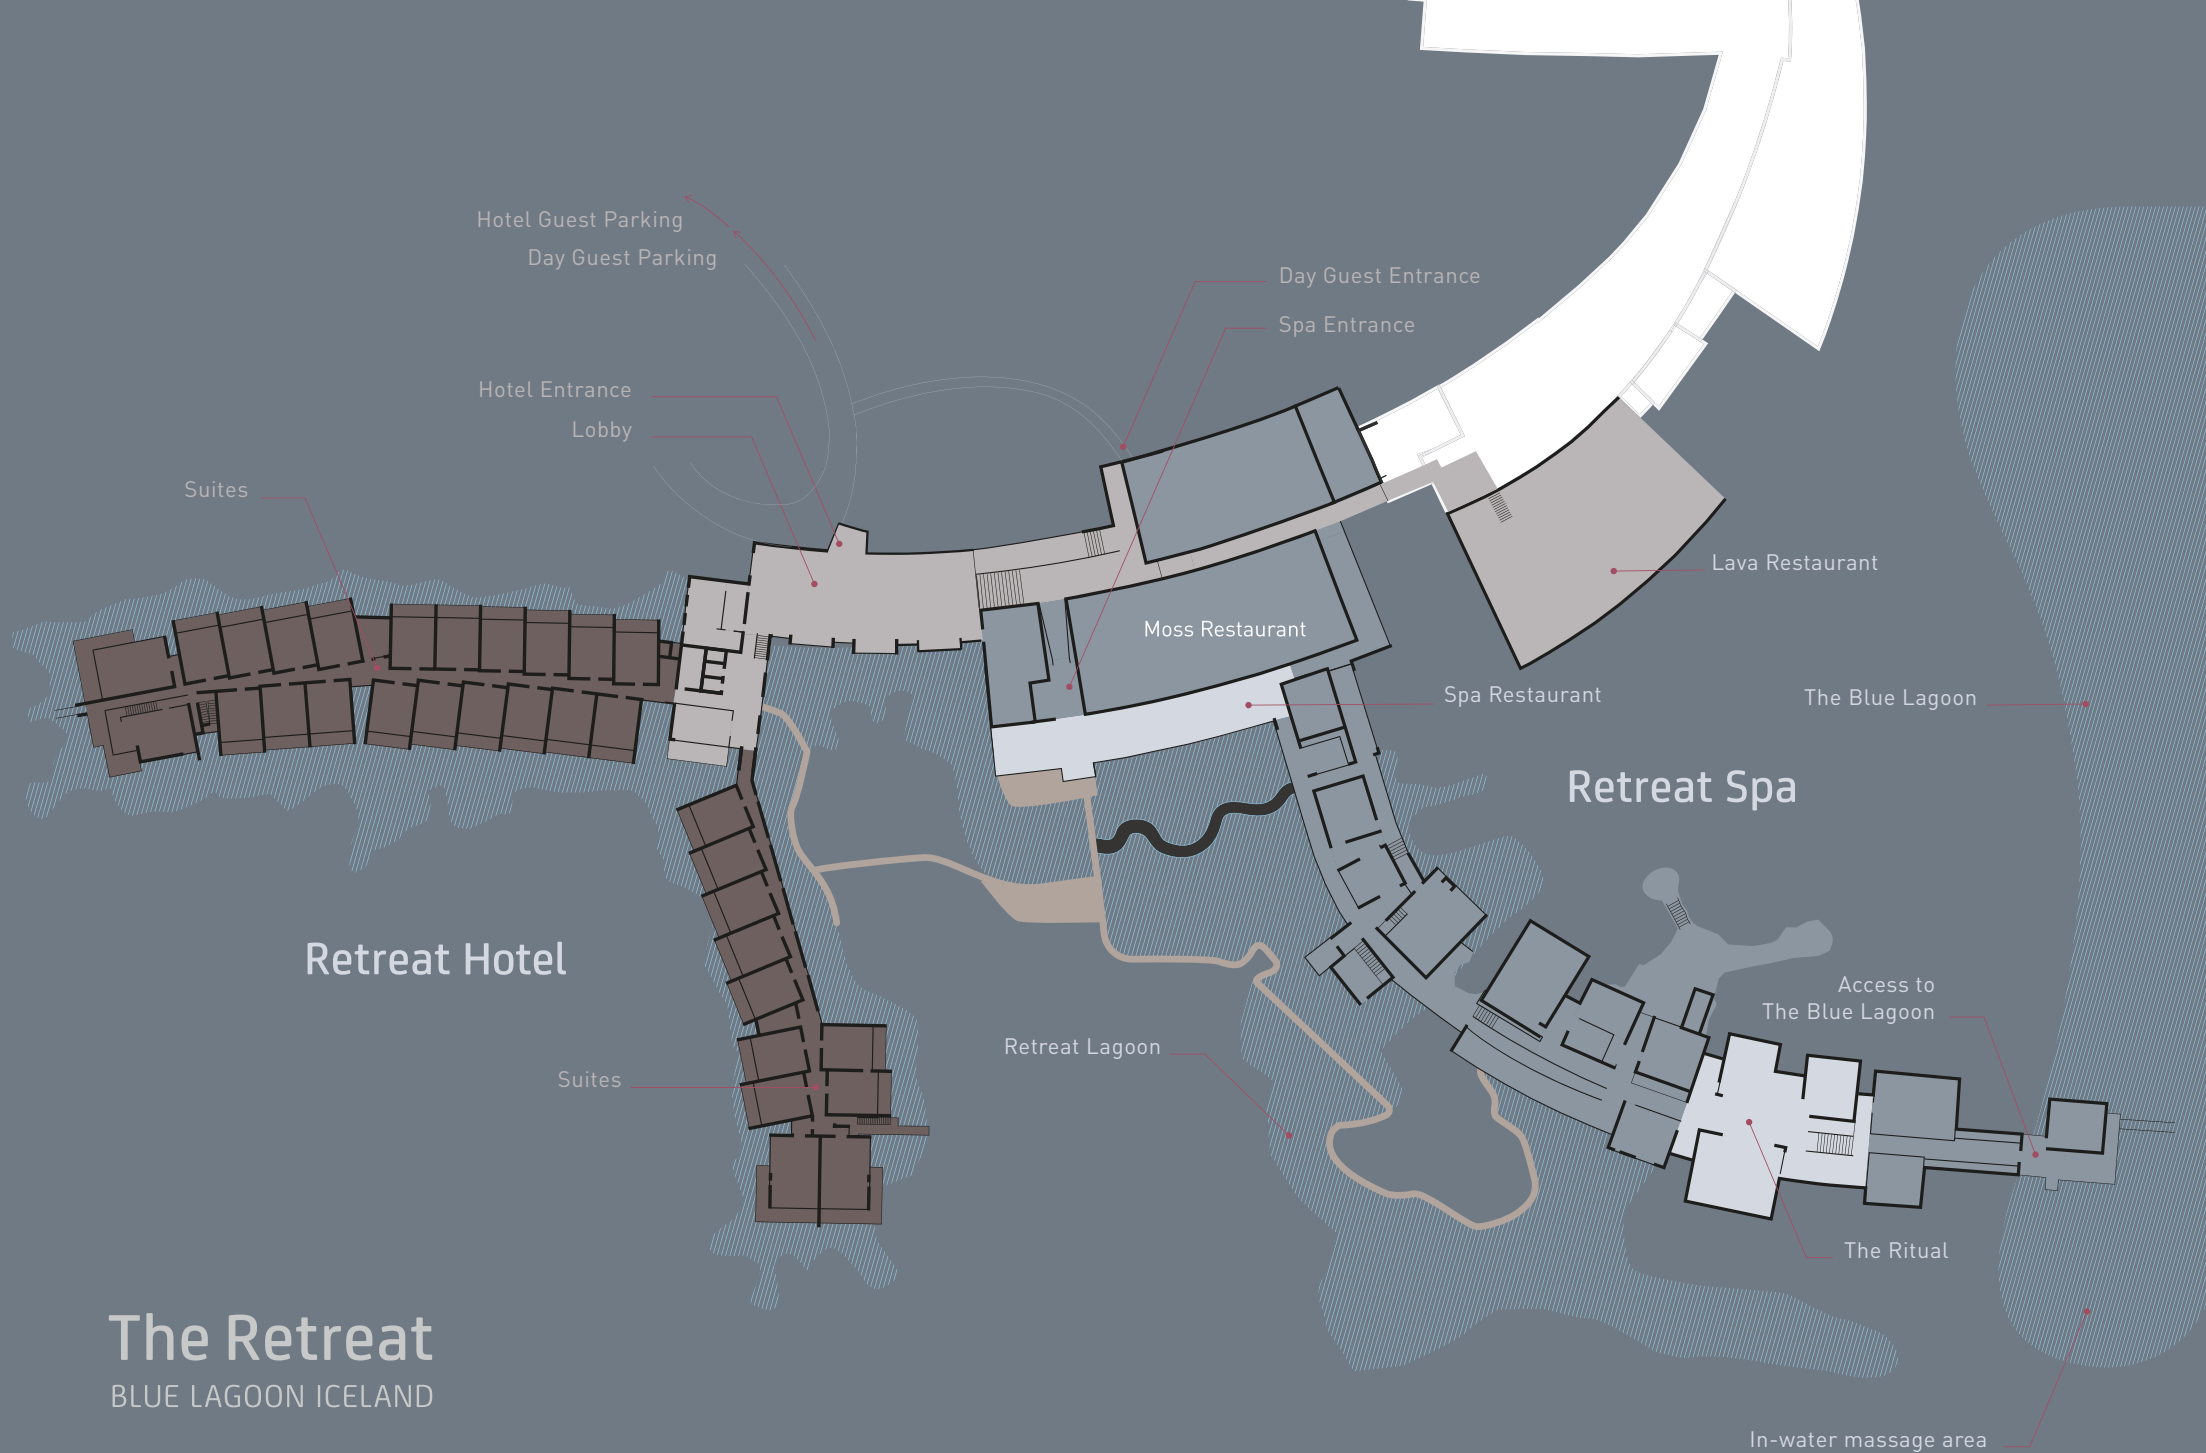 Hotel Guest Parking
Day Guest Parking
Day Guest Entrance
Spa Entrance
Hotel Entrance
Lobby
Suites
Lava Restaurant
Moss Restaurant
Spa Restaurant
The Blue Lagoon
Retreat Spa
Retreat Hotel
Access to
The Blue Lagoon
Retreat Lagoon
Suites
The Ritual
The Retreat
BLUE LAGOON ICELAND
In-water massage area